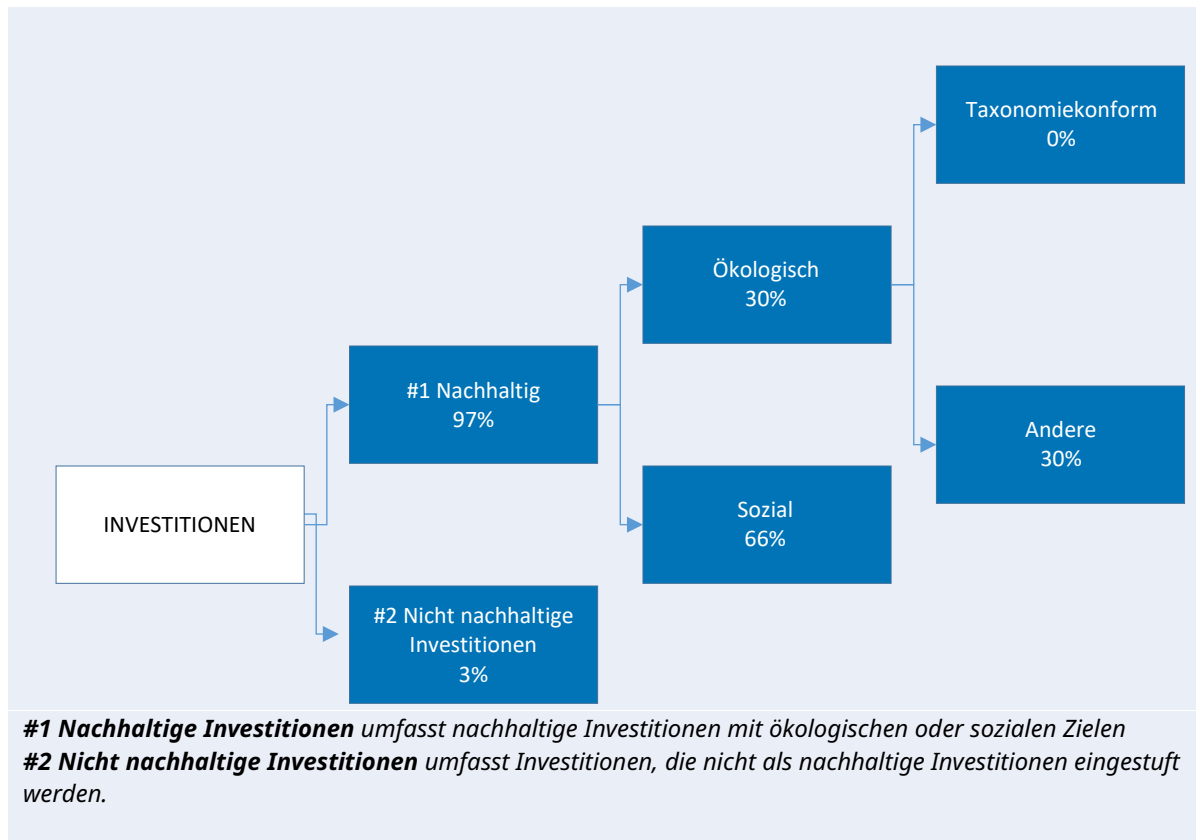 Taxonomiekonform
0%
Ökologisch
30%
#1 Nachhaltig
97%
Andere
30%
INVESTITIONEN
Sozial
66%
#2 Nicht nachhaltige
Investitionen
3%
#1 Nachhaltige Investitionen umfasst nachhaltige Investitionen mit ökologischen oder sozialen Zielen
#2 Nicht nachhaltige Investitionen umfasst Investitionen, die nicht als nachhaltige Investitionen eingestuft
werden.